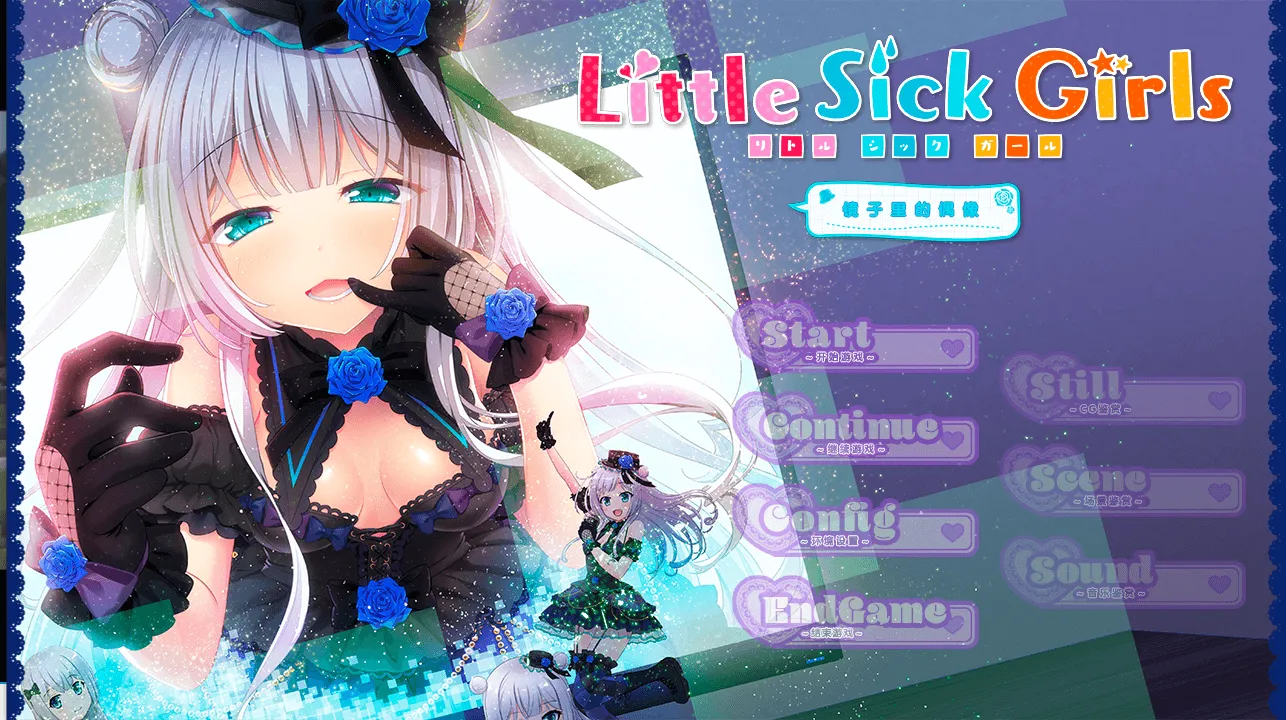 Little Sick Girls
リトル シック ガール
镜子里的偶像
Start
~开始游戏~
Continue
~继续游戏~
Config
~环境设置~
EndGame
~结束游戏~
Still
~CG鉴赏~
Scene
~场景鉴赏~
Sound
~音乐鉴赏~